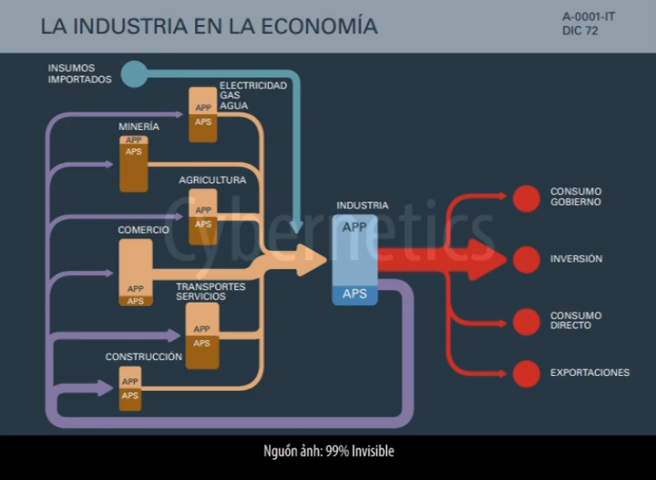 LA INDUSTRIA EN LA ECONOMÍA
A-0001-IT
DIC 72
INSUMOS
IMPORTADOS
ELECTRICIDAD
GAS
AGUA
APP
APS
MINERÍA
APP
APS
AGRICULTURA
APP
APS
COMERCIO
APP
APS
TRANSPORTES
SERVICIOS
APP
APS
CONSTRUCCIÓN
APP
APS
INDUSTRIA
APP
APS
CONSUMO
GOBIERNO
INVERSIÓN
CONSUMO
DIRECTO
EXPORTACIONES
Cybernetics
Nguồn ảnh: 99% Invisible